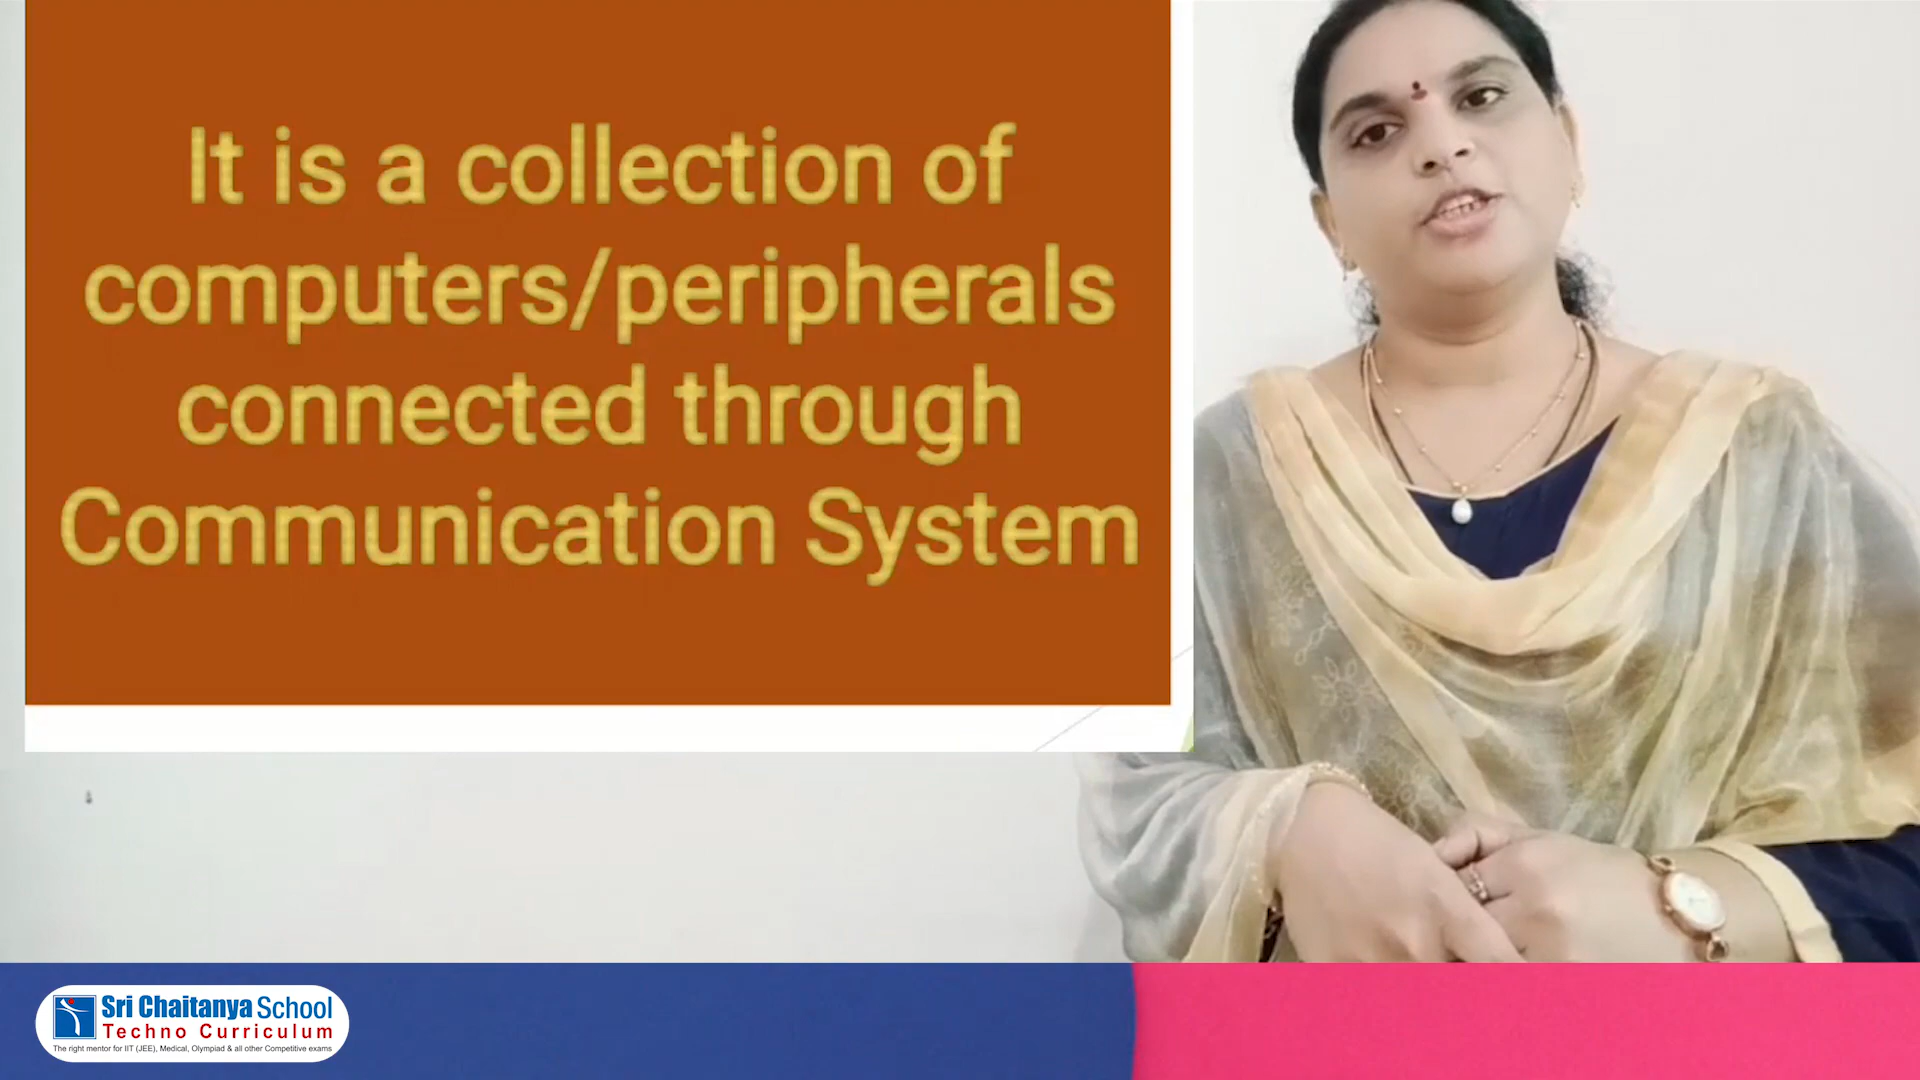 It is a collection of
computers/peripherals
connected through
Communication System
Sri Chaitanya School
Techno Curriculum
The right mentor for IIT (JEE), Medical, Olympiad & all other Competitive exams